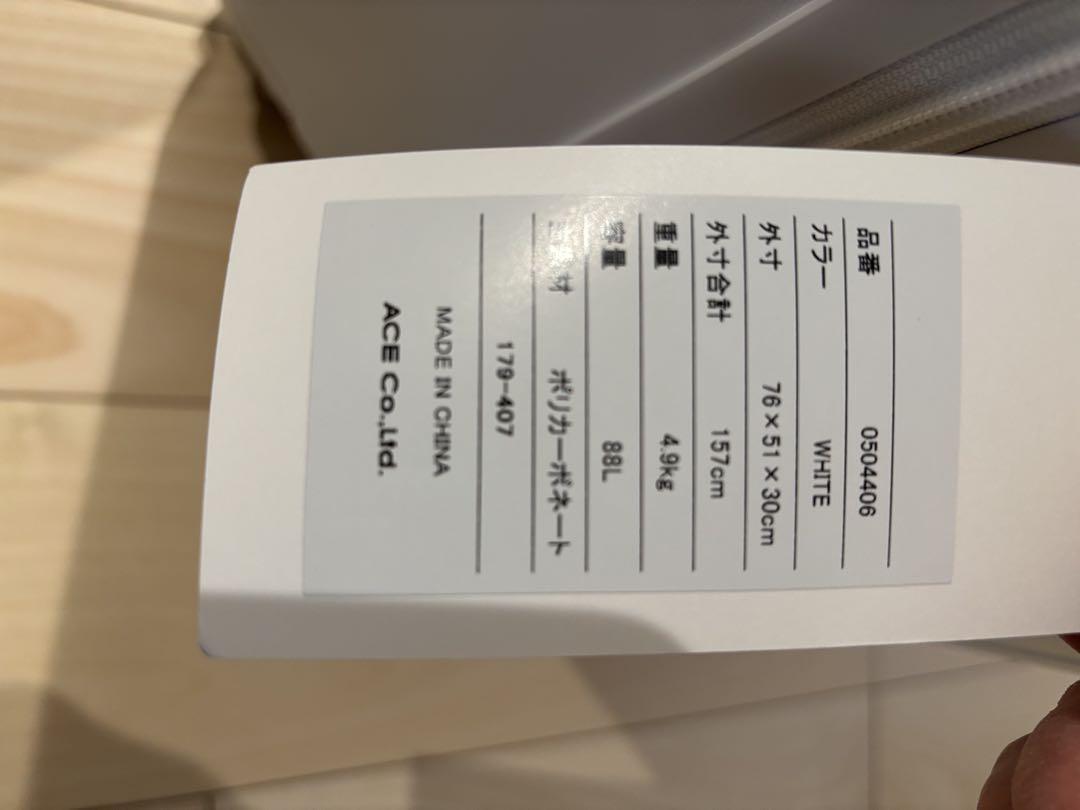 品番 0504406
カラー WHITE
外寸 76×51×30cm
外寸合計 157cm
重量 4.9kg
容量 88L
材 ポリカーボネート
179-407
MADE IN CHINA
ACE Co.,Ltd.